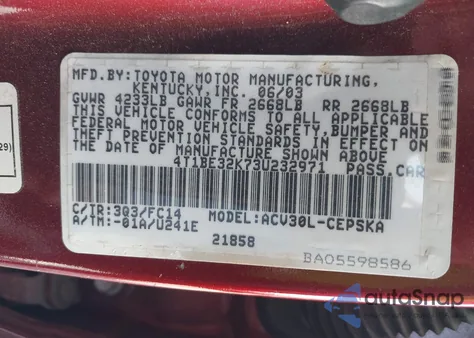 MFD.BY:TOYOTA MOTOR MANUFACTURING,
KENTUCKY,INC. 06/03
GVWR 4233LB GAWR FR 2668LB RR 2668LB
THIS VEHICLE CONFORMS TO ALL APPLICABLE
FEDERAL MOTOR VEHICLE SAFETY,BUMPER AND
THEFT PREVENTION STANDARDS IN EFFECT ON
THE DATE OF MANUFACTURE SHOWN ABOVE.
4T1BE32K73U232971 PASS.CAR
C/TR:3Q3/FC14 MODEL:ACV30L-CEPSKA
A/TM:-01A/U241E
21858
BA05598586
29)
autoSnap